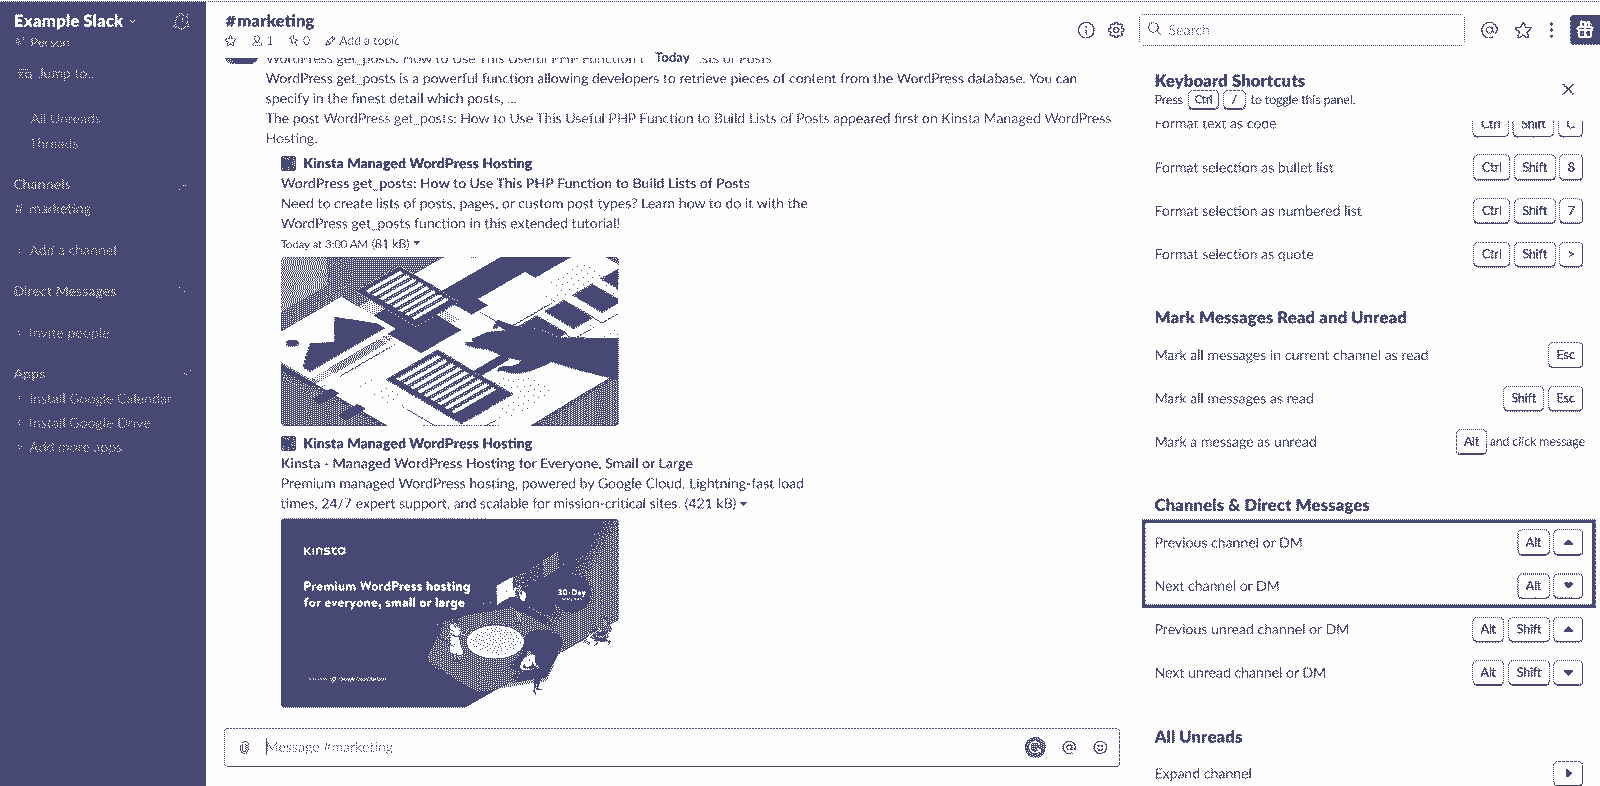 Example Slack
Person
Jump to..
All Unreads
Threads
Channels
# marketing
Add a channel
Direct Messages
Invite people
Apps
Install Google Calendar
Install Google Drive
Add more apps
#marketing
1
0
Add a topic
Search
Today
WordPress get_posts: How to Use This Useful PHP Function t
sts of Posts
WordPress get_posts is a powerful function allowing developers to retrieve pieces of content from the WordPress database. You can
specify in the finest detail which posts, ...
The post WordPress get_posts: How to Use This Useful PHP Function to Build Lists of Posts appeared first on Kinsta Managed WordPress
Hosting.
Kinsta Managed WordPress Hosting
WordPress get_posts: How to Use This PHP Function to Build Lists of Posts
Need to create lists of posts, pages, or custom post types? Learn how to do it with the
WordPress get_posts function in this extended tutorial!
Today at 3:00 AM (81 kB)
Kinsta Managed WordPress Hosting
Kinsta - Managed WordPress Hosting for Everyone, Small or Large
Premium managed WordPress hosting, powered by Google Cloud. Lightning-fast load
times, 24/7 expert support, and scalable for mission-critical sites. (421 kB)
KINSTA
Premium WordPress hosting
for everyone, small or large
30-Day
Message #marketing
Keyboard Shortcuts
Press Ctrl / to toggle this panel.
Format text as code Ctrl Shift C
Format selection as bullet list Ctrl Shift 8
Format selection as numbered list Ctrl Shift 7
Format selection as quote Ctrl Shift >
Mark Messages Read and Unread
Mark all messages in current channel as read Esc
Mark all messages as read Shift Esc
Mark a message as unread Alt and click message
Channels & Direct Messages
Previous channel or DM Alt
Next channel or DM Alt
Previous unread channel or DM Alt Shift
Next unread channel or DM Alt Shift
All Unreads
Expand channel